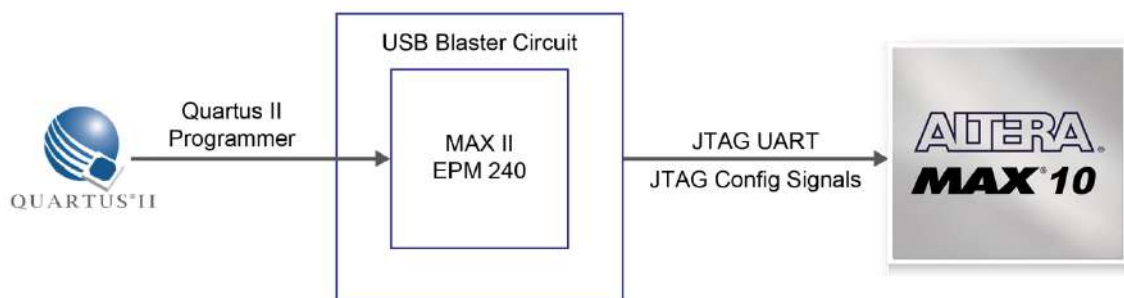 USB Blaster Circuit
Quartus II
Programmer
QUARTUS®II
MAX II
EPM 240
JTAG UART
JTAG Config Signals
ALTERA®
MAX® 10